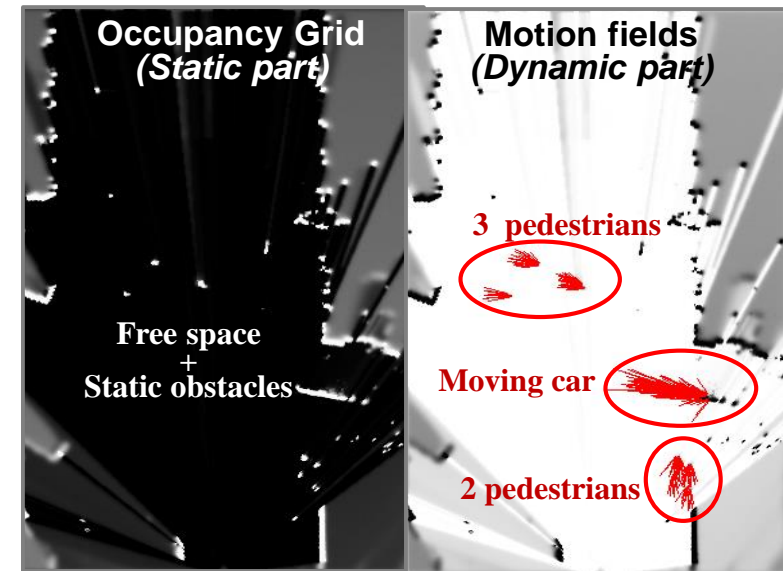 Occupancy Grid
(Static part)
Free space
+
Static obstacles
Motion fields
(Dynamic part)
3 pedestrians
Moving car
2 pedestrians